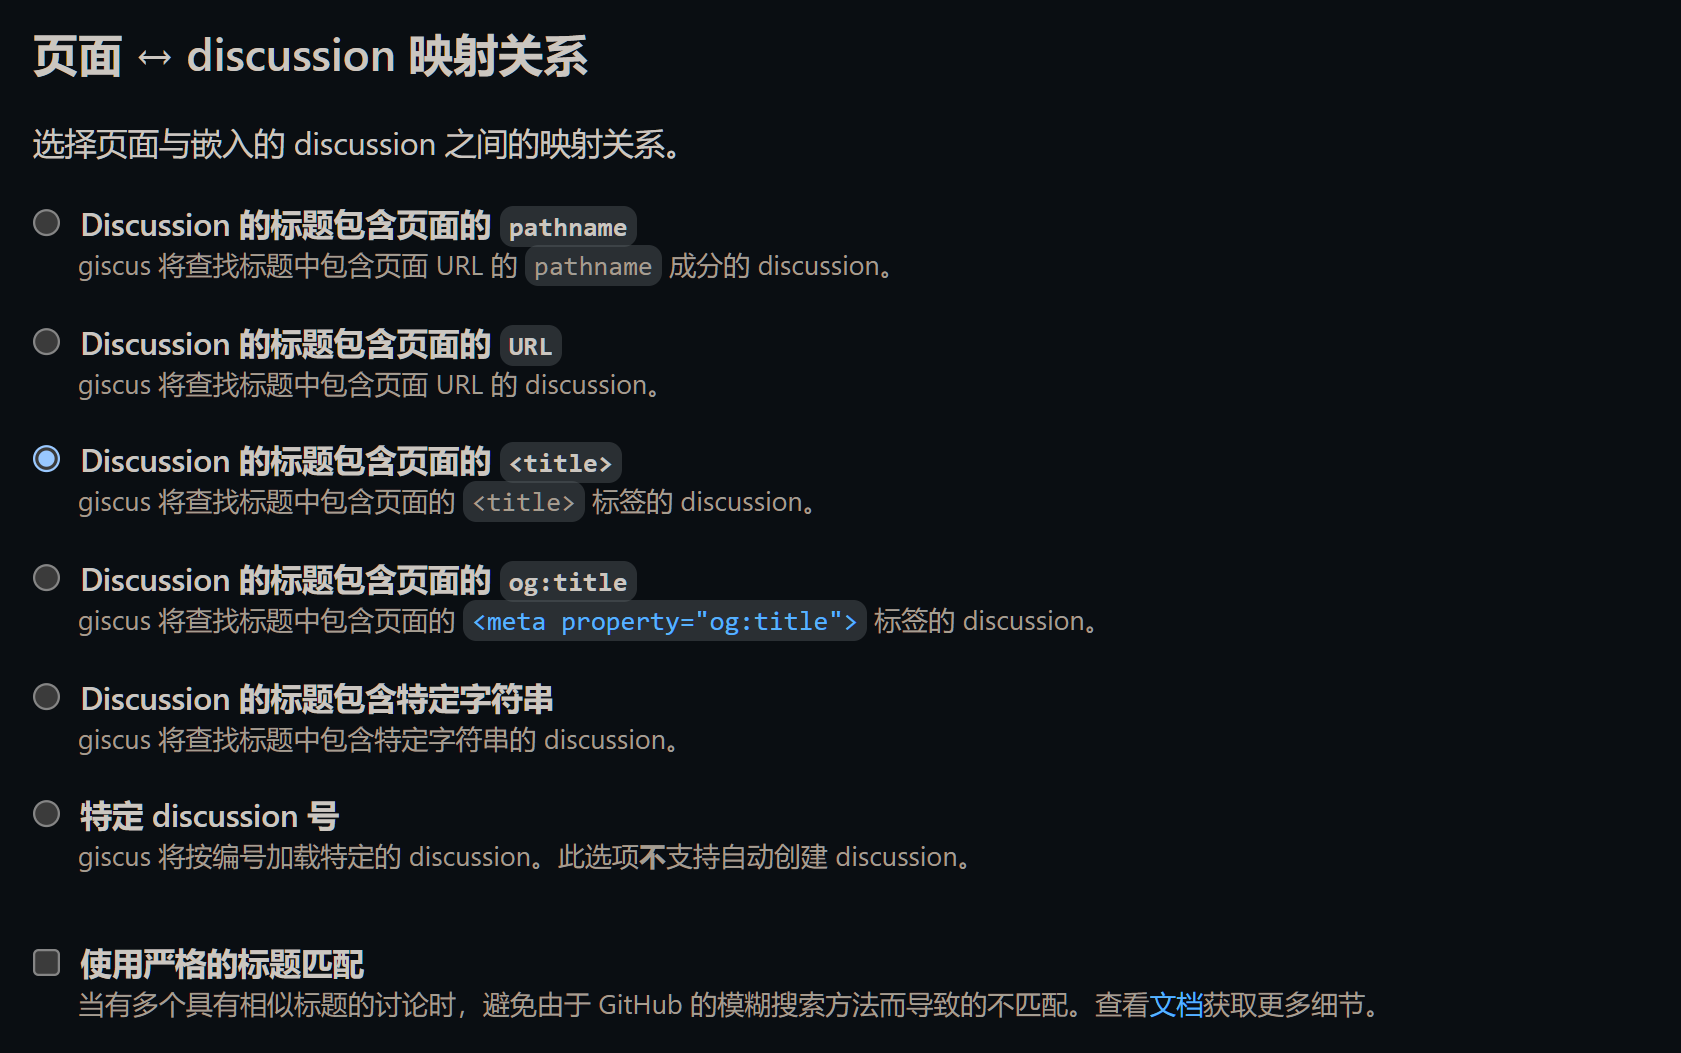 页面 ↔ discussion 映射关系
选择页面与嵌入的 discussion 之间的映射关系。
Discussion 的标题包含页面的 pathname
giscus 将查找标题中包含页面 URL 的 pathname 成分的 discussion。
Discussion 的标题包含页面的 URL
giscus 将查找标题中包含页面 URL 的 discussion。
Discussion 的标题包含页面的 <title>
giscus 将查找标题中包含页面的 <title> 标签的 discussion。
Discussion 的标题包含页面的 og:title
giscus 将查找标题中包含页面的 <meta property="og:title"> 标签的 discussion。
Discussion 的标题包含特定字符串
giscus 将查找标题中包含特定字符串的 discussion。
特定 discussion 号
giscus 将按编号加载特定的 discussion。此选项不支持自动创建 discussion。
使用严格的标题匹配
当有多个具有相似标题的讨论时，避免由于 GitHub 的模糊搜索方法而导致的不匹配。查看文档获取更多细节。